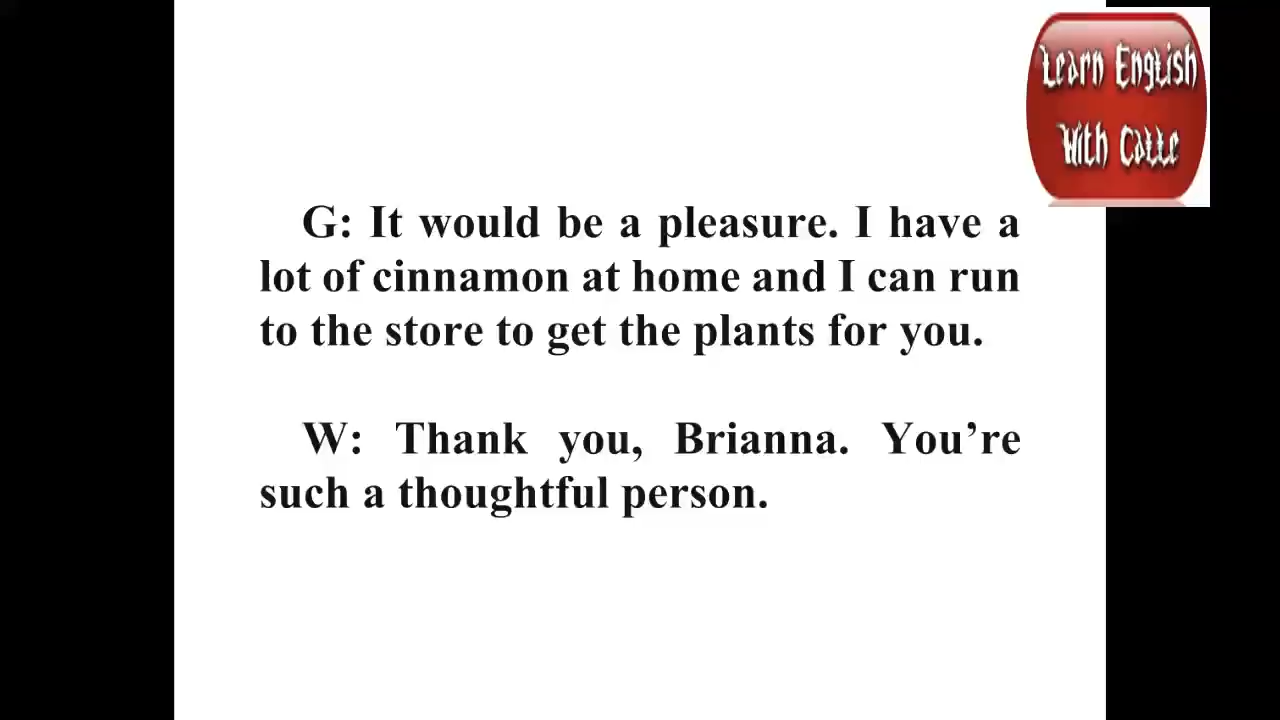 Learn English
With Catte
G: It would be a pleasure. I have a
lot of cinnamon at home and I can run
to the store to get the plants for you.
W: Thank you, Brianna. You’re
such a thoughtful person.